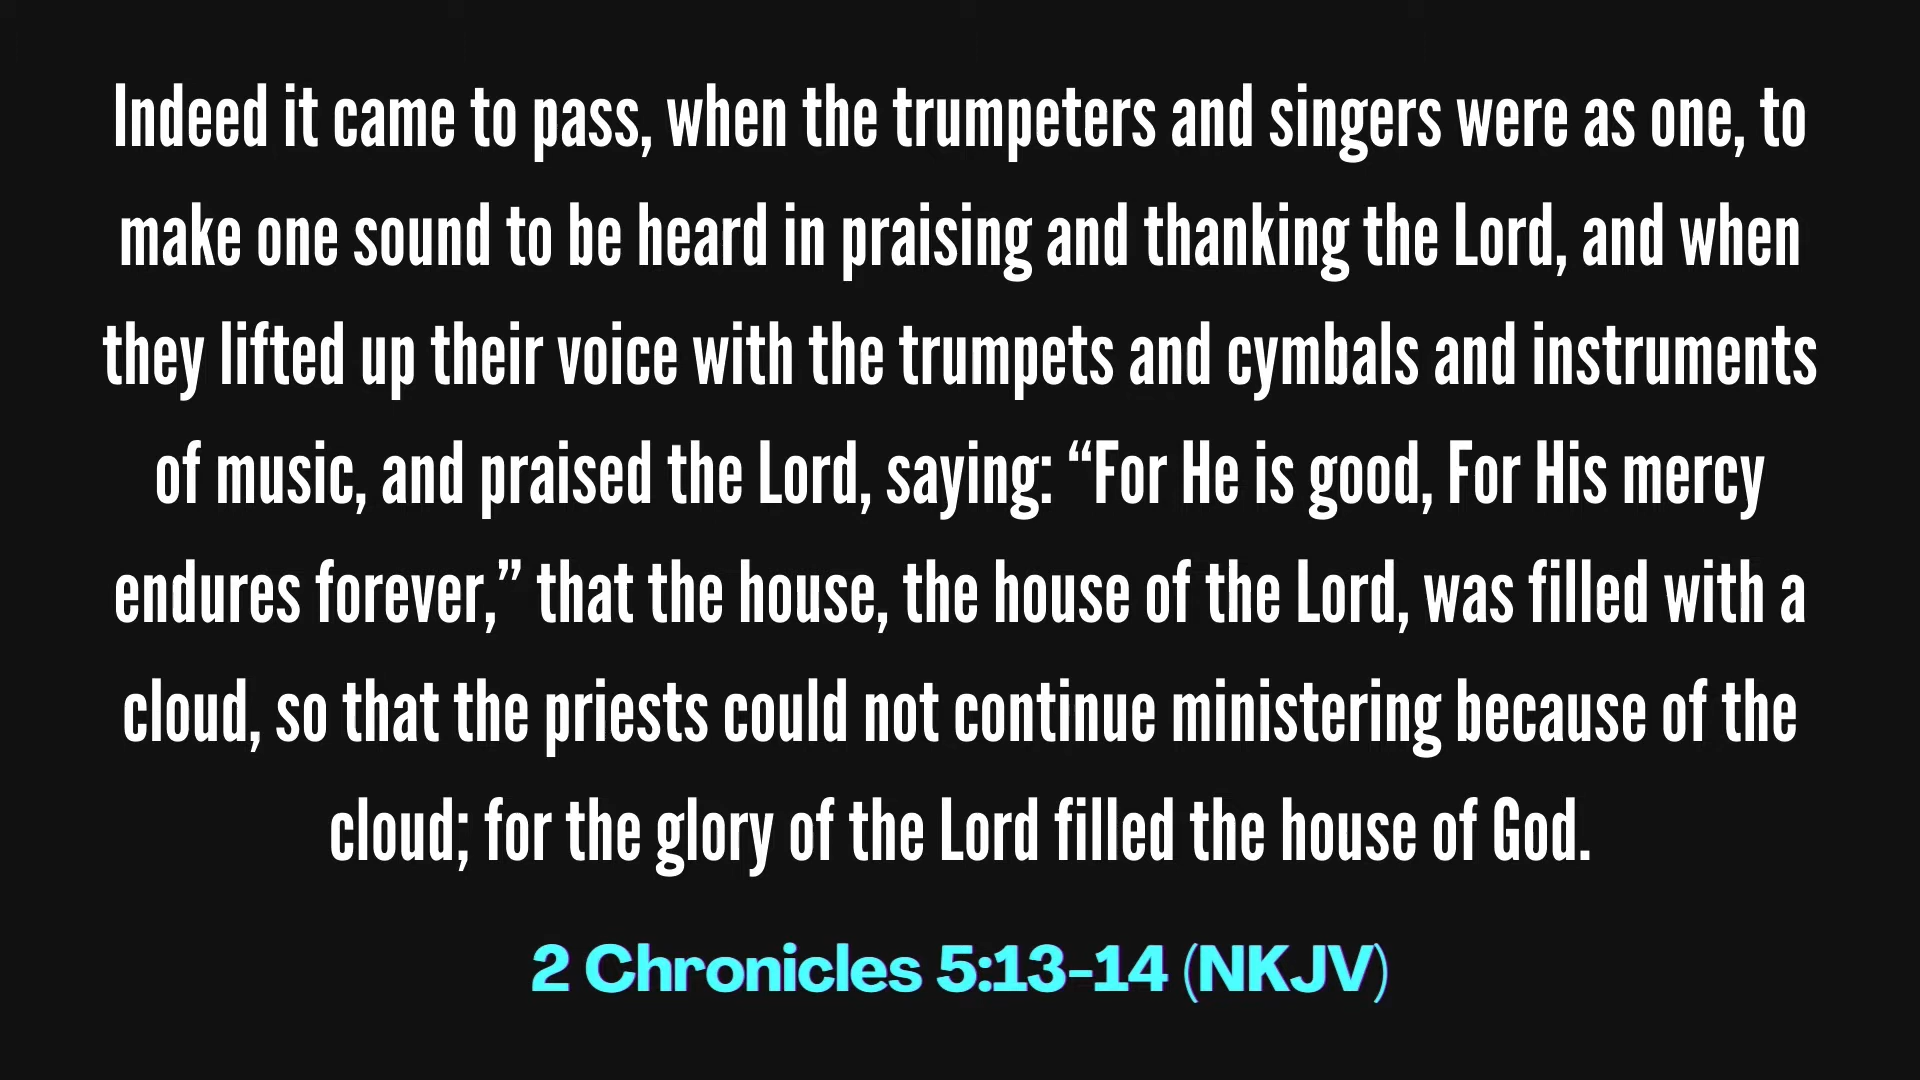 Indeed it came to pass, when the trumpeters and singers were as one, to
make one sound to be heard in praising and thanking the Lord, and when
they lifted up their voice with the trumpets and cymbals and instruments
of music, and praised the Lord, saying: “For He is good, For His mercy
endures forever,” that the house, the house of the Lord, was filled with a
cloud, so that the priests could not continue ministering because of the
cloud; for the glory of the Lord filled the house of God.
2 Chronicles 5:13-14 (NKJV)